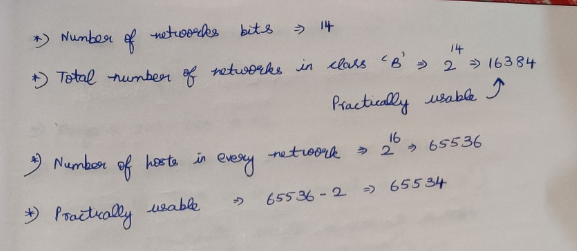 *) Number of networks bits ⇒ 14
*) Total number of networks in class 'B' ⇒ 2^14 ⇒ 16384
Practically usable ↑
*) Number of hosts in every network ⇒ 2^16 ⇒ 65536
*) Practically usable ⇒ 65536-2 ⇒ 65534